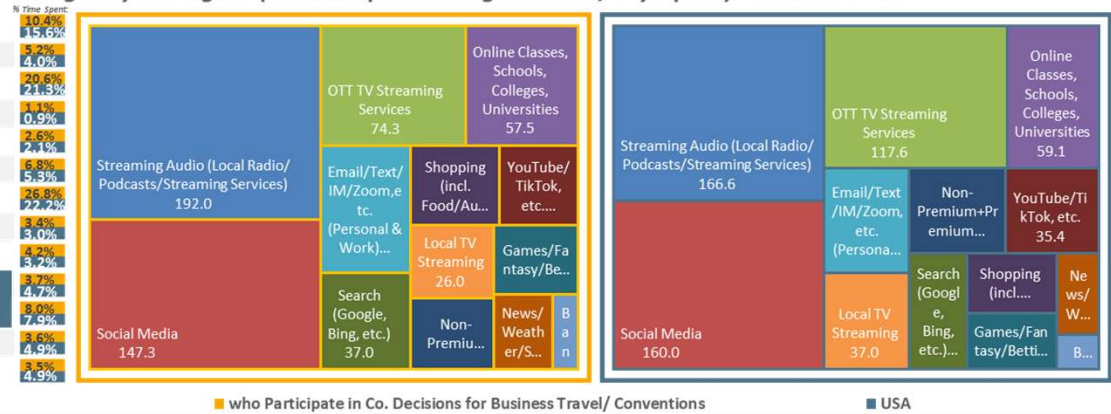 % Time Spent:
10.4%
15.6%
5.2%
4.0%
20.6%
21.3%
1.1%
0.9%
2.6%
2.1%
6.8%
5.3%
26.8%
22.2%
3.4%
3.0%
4.2%
3.2%
3.7%
4.7%
8.0%
7.9%
3.6%
4.9%
3.5%
4.9%
Streaming Audio (Local Radio/
Podcasts/Streaming Services)
192.0
Social Media
147.3
OTT TV Streaming
Services
74.3
Online Classes,
Schools,
Colleges,
Universities
57.5
Email/Text/
IM/Zoom,e
tc.
(Personal &
Work)...
Shopping
(incl.
Food/Au...
YouTube/
TikTok,
etc....
Local TV
Streaming
26.0
Games/Fa
ntasy/Be...
Search
(Google,
Bing, etc.)
37.0
Non-
Premiu...
News/
Weath
er/S...
B
a
n
Streaming Audio (Local Radio/
Podcasts/Streaming Services)
166.6
Social Media
160.0
OTT TV Streaming
Services
117.6
Online
Classes,
Schools,
Colleges,
Universities
59.1
Email/Text
/IM/Zoom,
etc.
(Persona...
Non-
Premium+Pr
emium...
YouTube/Ti
kTok, etc.
35.4
Local TV
Streaming
37.0
Search
(Googl
e,
Bing,
etc.)...
Shopping
(incl....
Ne
ws/
W...
Games/Fan
tasy/Betti...
B...
who Participate in Co. Decisions for Business Travel/ Conventions
USA